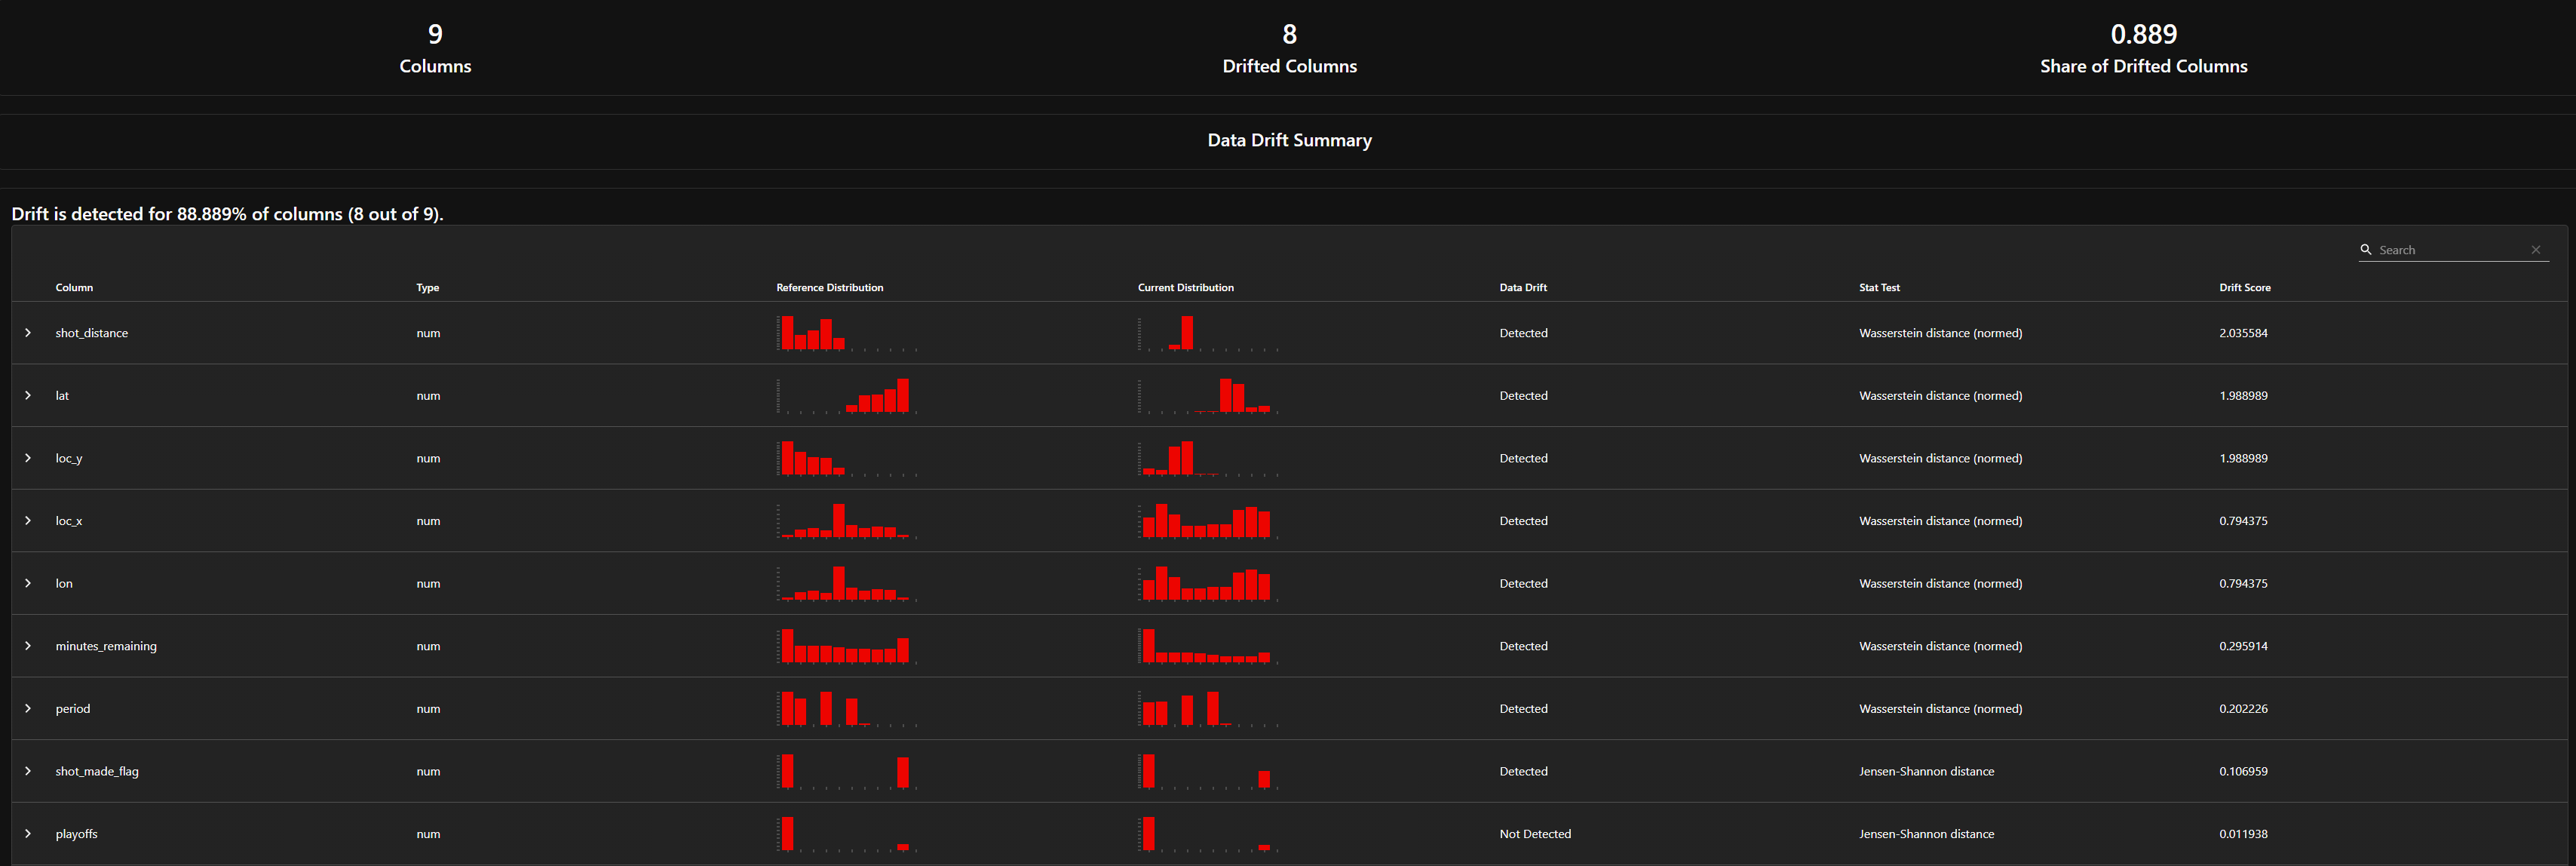 9 8 0.889
Columns Drifted Columns Share of Drifted Columns
Data Drift Summary
Drift is detected for 88.889% of columns (8 out of 9).
Search
Column Type Reference Distribution Current Distribution Data Drift Stat Test Drift Score
shot_distance num Detected Wasserstein distance (normed) 2.035584
lat num Detected Wasserstein distance (normed) 1.988989
loc_y num Detected Wasserstein distance (normed) 1.988989
loc_x num Detected Wasserstein distance (normed) 0.794375
lon num Detected Wasserstein distance (normed) 0.794375
minutes_remaining num Detected Wasserstein distance (normed) 0.295914
period num Detected Wasserstein distance (normed) 0.202226
shot_made_flag num Detected Jensen-Shannon distance 0.106959
playoffs num Not Detected Jensen-Shannon distance 0.011938